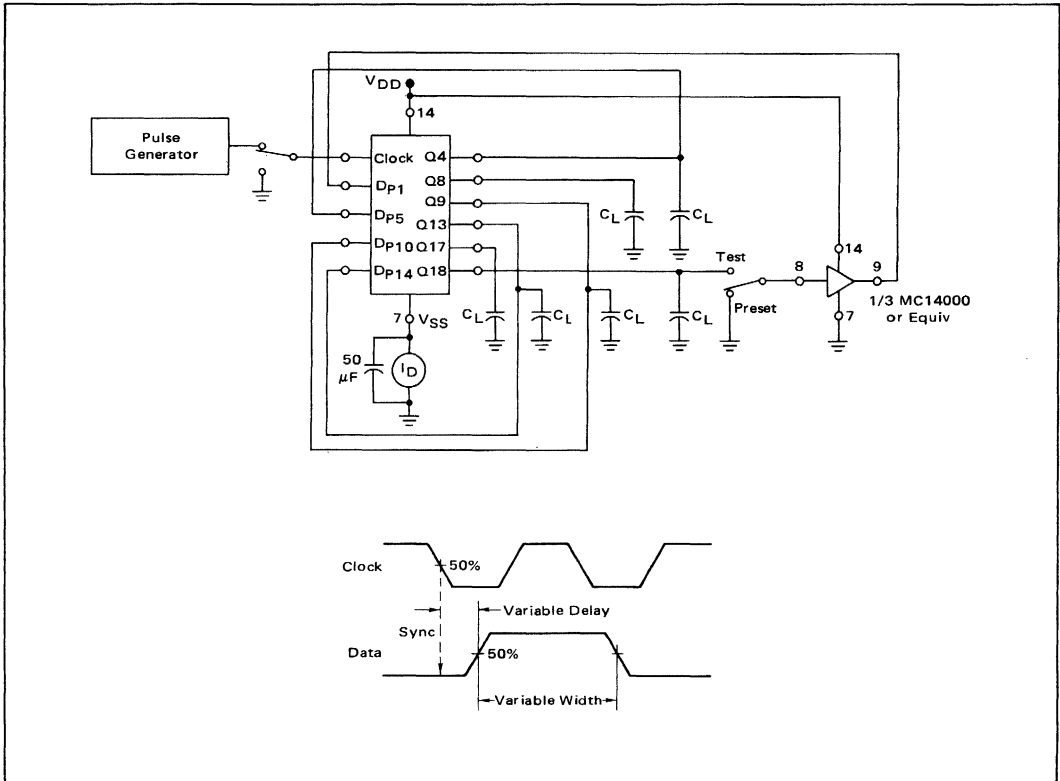 VDD
14
Pulse
Generator
Clock
Q4
DP1
Q8
DP5
Q9
Q13
DP10
Q17
DP14
Q18
CL
CL
14
Test
8
9
Preset
1/3 MC14000
or Equiv
7
7
VSS
CL
CL
CL
CL
50
μF
ID
Clock
50%
Variable Delay
Sync
Data
50%
Variable Width